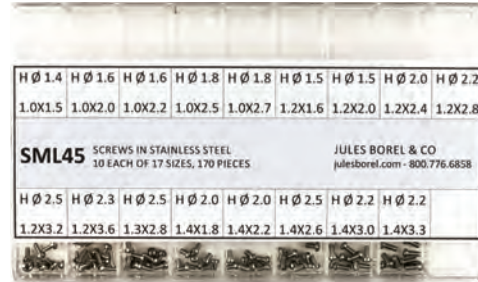 H Ø 1.4 H Ø 1.6 H Ø 1.6 H Ø 1.8 H Ø 1.8 H Ø 1.5 H Ø 1.5 H Ø 2.0 H Ø 2.2
1.0X1.5 1.0X2.0 1.0X2.2 1.0X2.5 1.0X2.7 1.2X1.6 1.2X2.0 1.2X2.4 1.2X2.8
SML45 SCREWS IN STAINLESS STEEL JULES BOREL & CO
10 EACH OF 17 SIZES, 170 PIECES julesborel.com - 800.776.6858
H Ø 2.5 H Ø 2.3 H Ø 2.5 H Ø 2.0 H Ø 2.0 H Ø 2.5 H Ø 2.2 H Ø 2.2
1.2X3.2 1.2X3.6 1.3X2.8 1.4X1.8 1.4X2.2 1.4X2.6 1.4X3.0 1.4X3.3